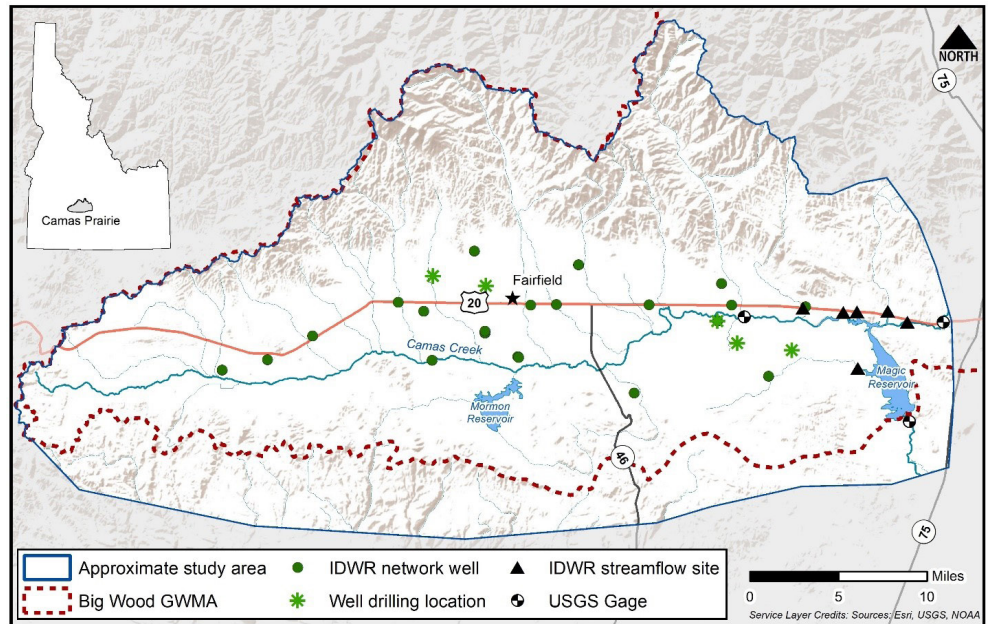 NORTH
75
Camas Prairie
Fairfield
20
Camas Creek
Magic
Reservoir
Mormon
Reservoir
46
75
Approximate study area
IDWR network well
IDWR streamflow site
Big Wood GWMA
Well drilling location
USGS Gage
Miles
0
5
10
Service Layer Credits: Sources: Esri, USGS, NOAA